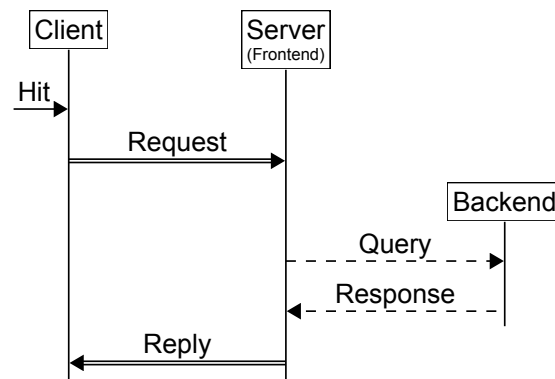 Client
Server
(Frontend)
Hit
Request
Backend
Query
Response
Reply